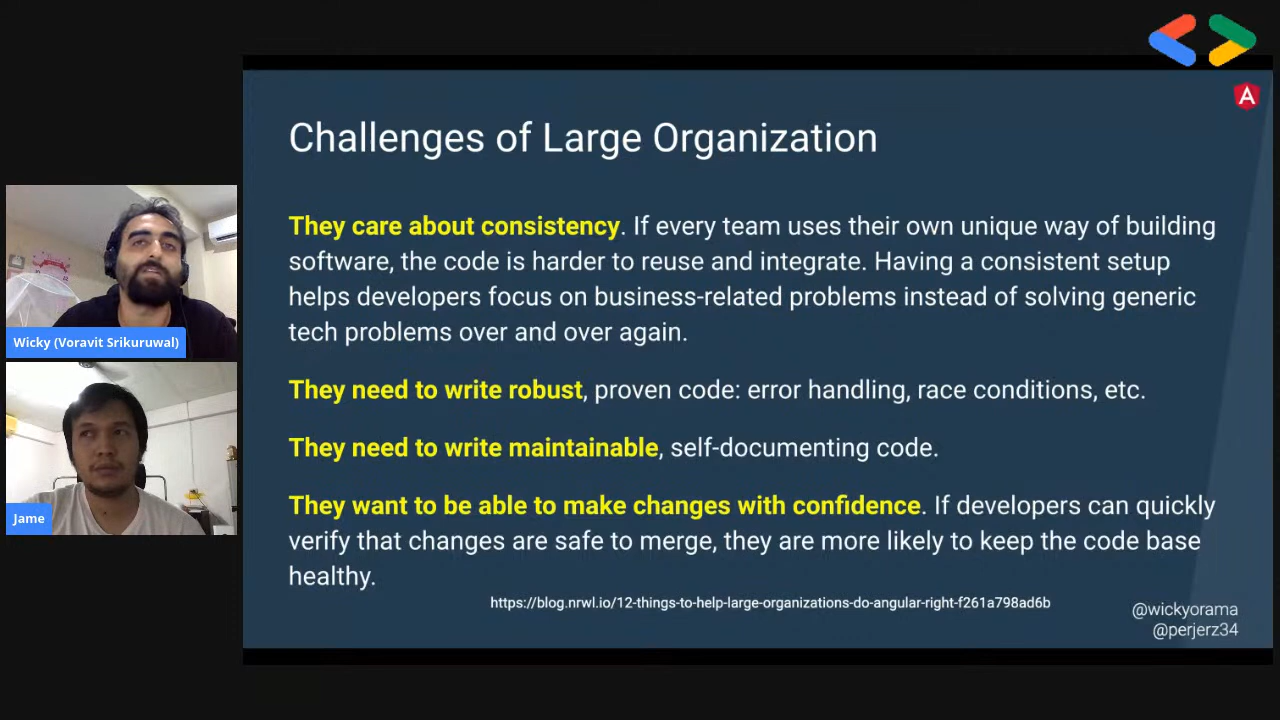 Challenges of Large Organization
They care about consistency. If every team uses their own unique way of building
software, the code is harder to reuse and integrate. Having a consistent setup
helps developers focus on business-related problems instead of solving generic
tech problems over and over again.
They need to write robust, proven code: error handling, race conditions, etc.
They need to write maintainable, self-documenting code.
They want to be able to make changes with confidence. If developers can quickly
verify that changes are safe to merge, they are more likely to keep the code base
healthy.
https://blog.nrwl.io/12-things-to-help-large-organizations-do-angular-right-f261a798ad6b
@wickyorama
@perjerz34
A
Wicky (Voravit Srikuruwal)
Jame